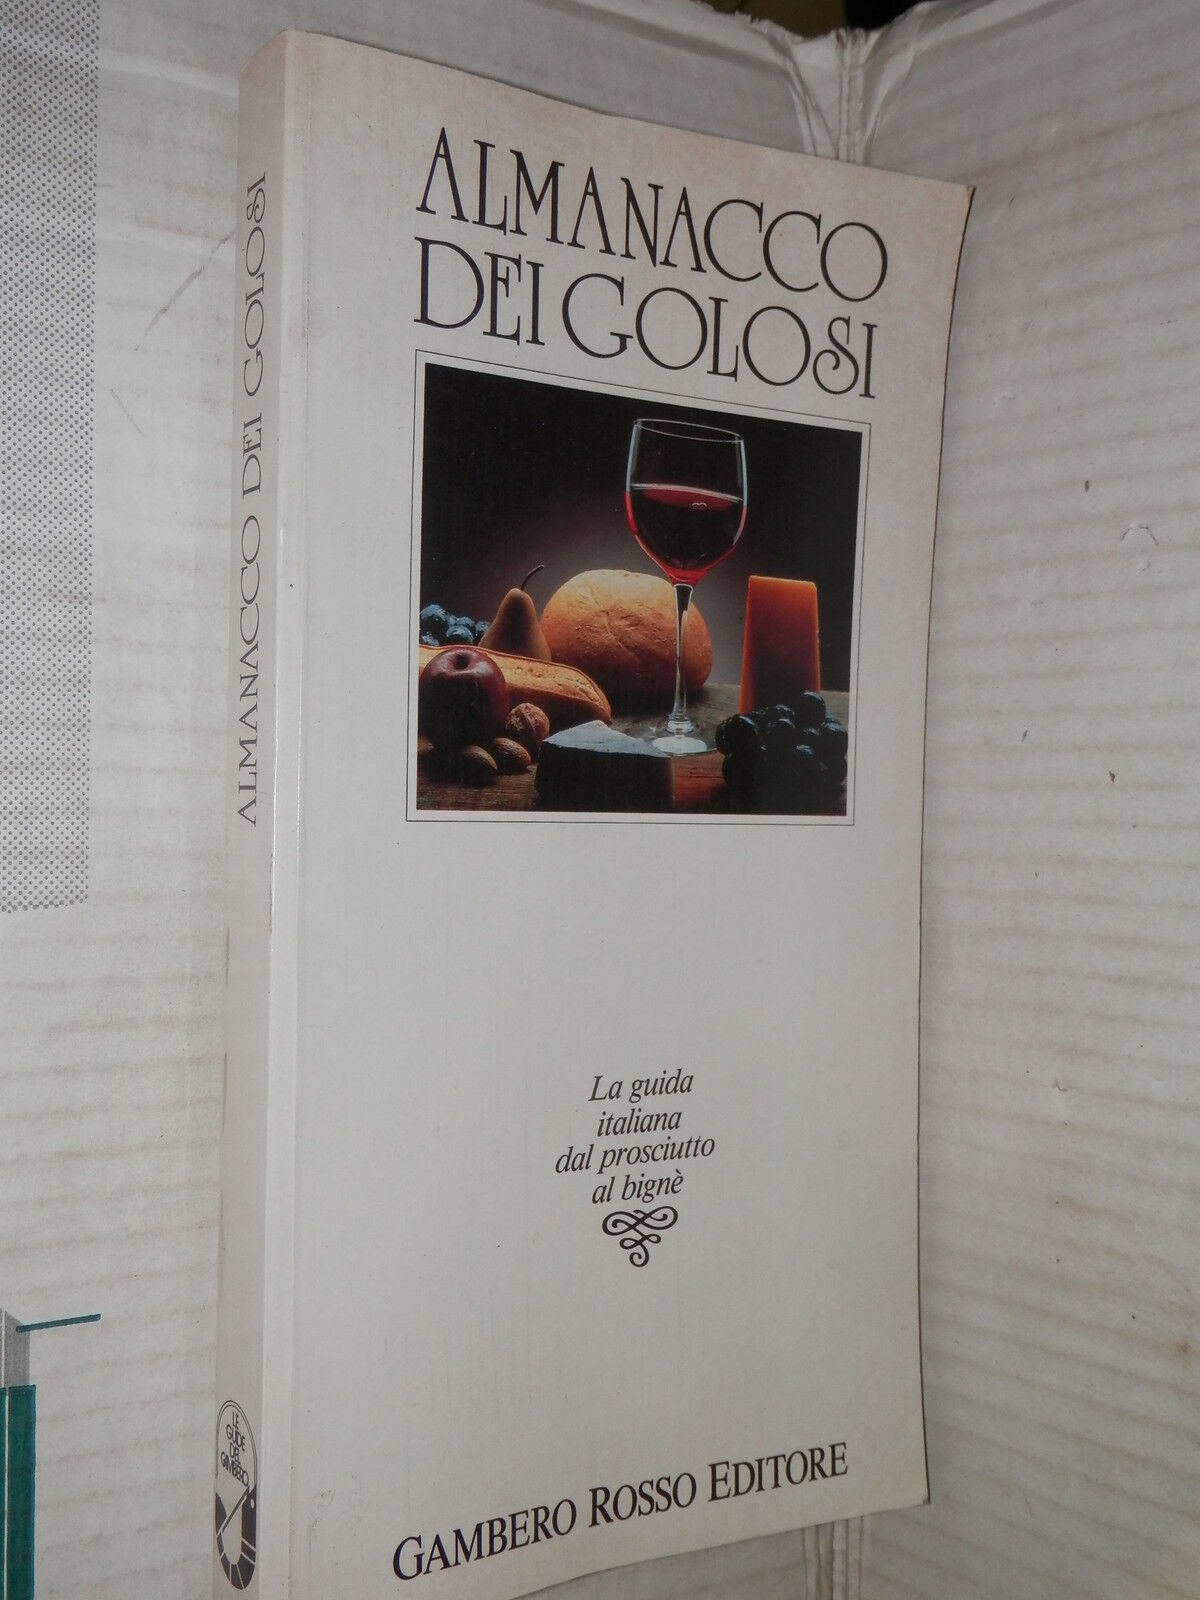 ALMANACCO
DEI GOLOSI
La guida
italiana
dal prosciutto
al bignè
GAMBERO ROSSO EDITORE
ALMANACCO DEI GOLOSI
LE
GUIDE
DEL
GAMBERO